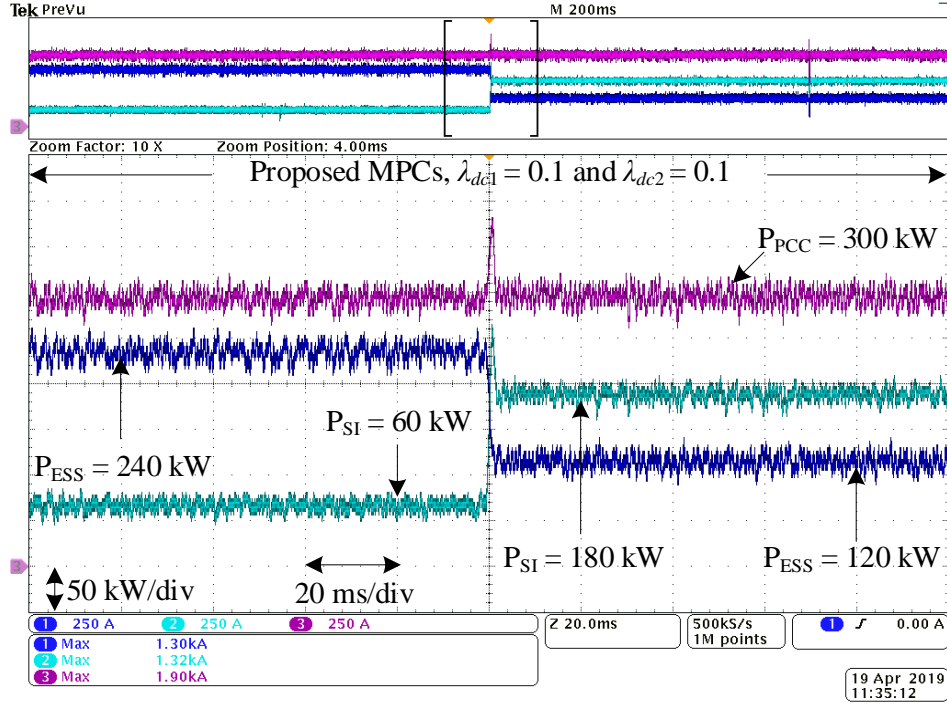 Tek PreVu M 200ms
3
Zoom Factor: 10 X Zoom Position: 4.00ms
Proposed MPCs, λdc1 = 0.1 and λdc2 = 0.1
PPCC = 300 kW
PSI = 60 kW
PESS = 240 kW
PSI = 180 kW PESS = 120 kW
3
50 kW/div 20 ms/div
1 250 A 2 250 A 3 250 A Z 20.0ms 500kS/s 1 0.00 A
1M points
1 Max 1.30kA
2 Max 1.32kA
3 Max 1.90kA
19 Apr 2019
11:35:12